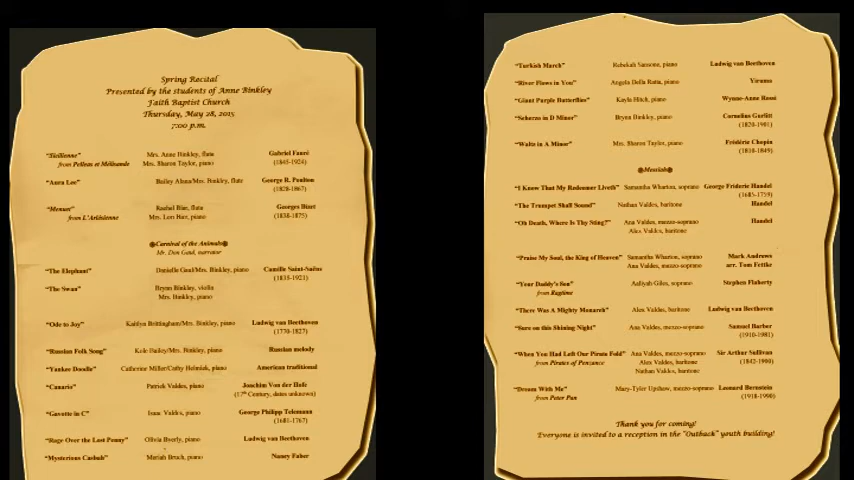 Spring Recital
Presented by the students of Anne Binkley
Faith Baptist Church
Thursday, May 28, 2015
7:00 p.m.
"Sicilienne" Mrs. Anne Binkley, flute Gabriel Fauré
from Pelleas et Mélisande Mrs. Sharon Taylor, piano (1845-1924)
"Aura Lee" Bailey Alana/Mrs. Binkley, flute George R. Poulton
(1828-1867)
"Menuet" Rachel Blair, flute Georges Bizet
from L'Arlésienne Mrs. Lori Barr, piano (1838-1875)
Carnival of the Animals
Mr. Don Gaul, narrator
"The Elephant" Danielle Gaul/Mrs. Binkley, piano Camille Saint-Saëns
(1835-1921)
"The Swan" Brynn Binkley, violin
Mrs. Binkley, piano
"Ode to Joy" Kaitlyn Brittingham/Mrs. Binkley, piano Ludwig van Beethoven
(1770-1827)
"Russian Folk Song" Kole Bailey/Mrs. Binkley, piano Russian melody
"Yankee Doodle" Catherine Miller/Cathy Helmiak, piano American traditional
"Canario" Patrick Valdes, piano Joachim Von der Hofe
(17th Century, dates unknown)
"Gavotte in C" Isaac Valdes, piano George Philipp Telemann
(1681-1767)
"Rage Over the Lost Penny" Olivia Byerly, piano Ludwig van Beethoven
"Mysterious Casbah" Mariah Bruch, piano Nancy Faber
"Turkish March" Rebekah Sansone, piano Ludwig van Beethoven
"River Flows in You" Angela Della Ratta, piano Yiruma
"Giant Purple Butterflies" Kayla Hitch, piano Wynne-Anne Rossi
"Scherzo in D Minor" Brynn Binkley, piano Cornelius Gurlitt
(1820-1901)
"Waltz in A Minor" Mrs. Sharon Taylor, piano Frédéric Chopin
(1810-1849)
Messiah
"I Know That My Redeemer Liveth" Samantha Wharton, soprano George Frideric Handel
(1685-1759)
"The Trumpet Shall Sound" Nathan Valdes, baritone Handel
"Oh Death, Where Is Thy Sting?" Ana Valdes, mezzo-soprano Handel
Alex Valdes, baritone
"Praise My Soul, the King of Heaven" Samantha Wharton, soprano Mark Andrews
Ana Valdes, mezzo-soprano arr. Tom Fettke
"Your Daddy's Son" Aaliyah Giles, soprano Stephen Flaherty
from Ragtime
"There Was A Mighty Monarch" Alex Valdes, baritone Ludwig van Beethoven
"Sure on this Shining Night" Ana Valdes, mezzo-soprano Samuel Barber
(1910-1981)
"When You Had Left Our Pirate Fold" Ana Valdes, mezzo-soprano Sir Arthur Sullivan
from Pirates of Penzance Alex Valdes, baritone (1842-1900)
Nathan Valdes, baritone
"Dream With Me" Mary-Tyler Upshaw, mezzo-soprano Leonard Bernstein
from Peter Pan (1918-1990)
Thank you for coming!
Everyone is invited to a reception in the "Outback" youth building!